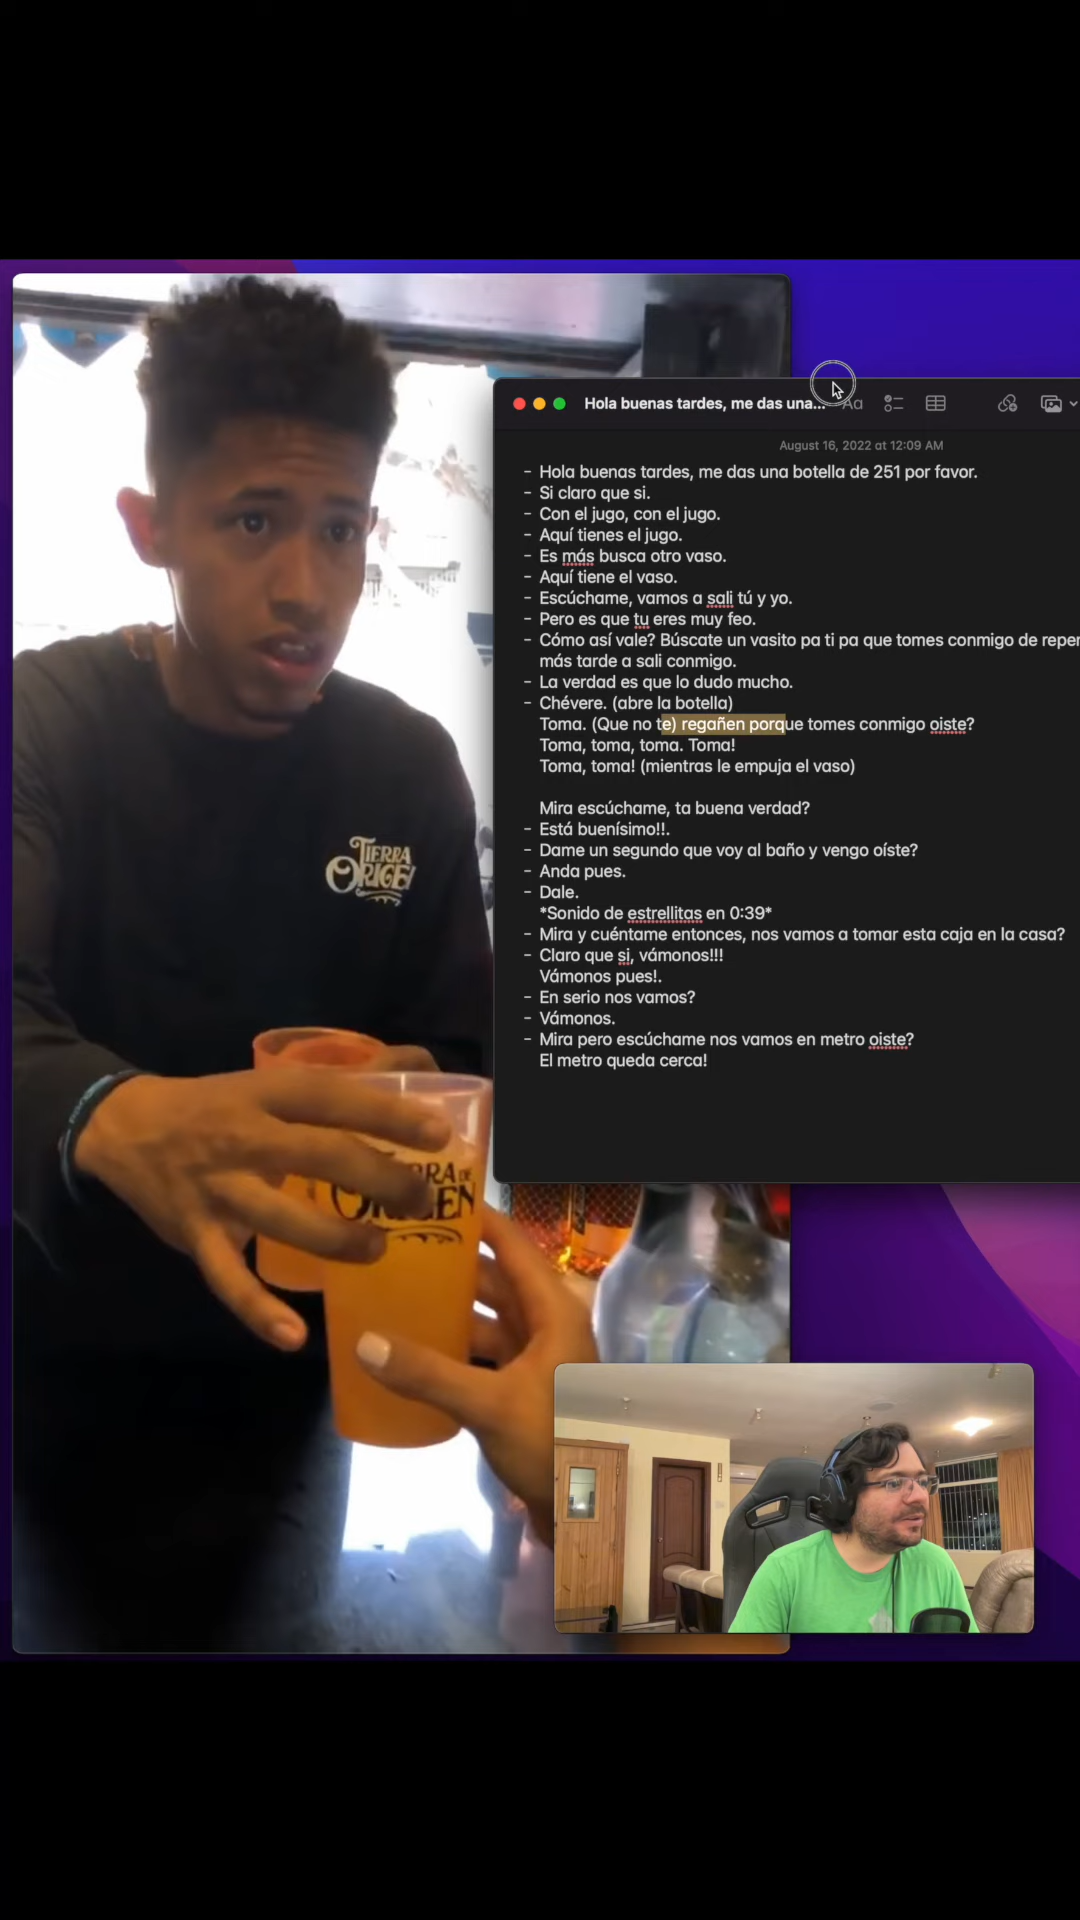 Hola buenas tardes, me das una...
Aa
August 16, 2022 at 12:09 AM
- Hola buenas tardes, me das una botella de 251 por favor.
- Si claro que si.
- Con el jugo, con el jugo.
- Aquí tienes el jugo.
- Es más busca otro vaso.
- Aquí tiene el vaso.
- Escúchame, vamos a sali tú y yo.
- Pero es que tu eres muy feo.
- Cómo así vale? Búscate un vasito pa ti pa que tomes conmigo de
más tarde a sali conmigo.
- La verdad es que lo dudo mucho.
- Chévere. (abre la botella)
Toma. (Que no te) regañen porque tomes conmigo oiste?
Toma, toma, toma. Toma!
Toma, toma! (mientras le empuja el vaso)
Mira escúchame, ta buena verdad?
- Está buenísimo!!.
- Dame un segundo que voy al baño y vengo oíste?
- Anda pues.
- Dale.
*Sonido de estrellitas en 0:39*
- Mira y cuéntame entonces, nos vamos a tomar esta caja en la casa?
- Claro que si, vámonos!!!
Vámonos pues!.
- En serio nos vamos?
- Vámonos.
- Mira pero escúchame nos vamos en metro oiste?
El metro queda cerca!
TIERRA
ORIGEN
TIERRA DE
ORIGEN